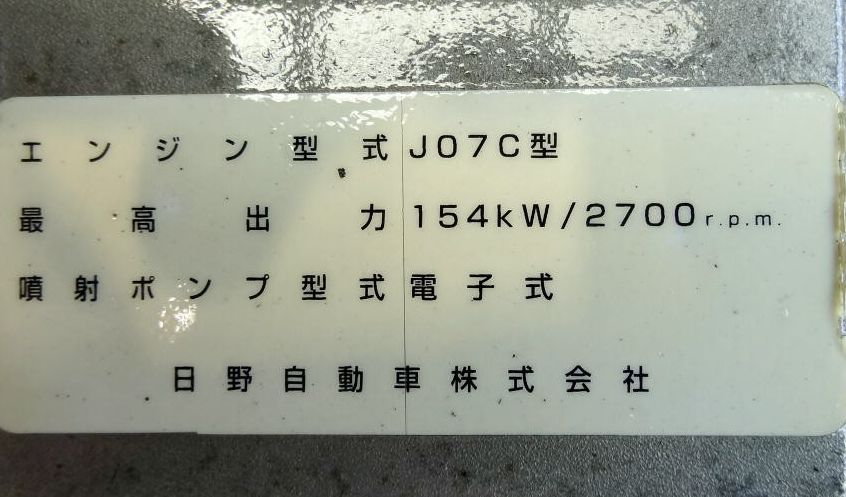 エンジン型式 J07C型
最高出力 154kW/2700r.p.m.
噴射ポンプ型式 電子式
日野自動車株式会社